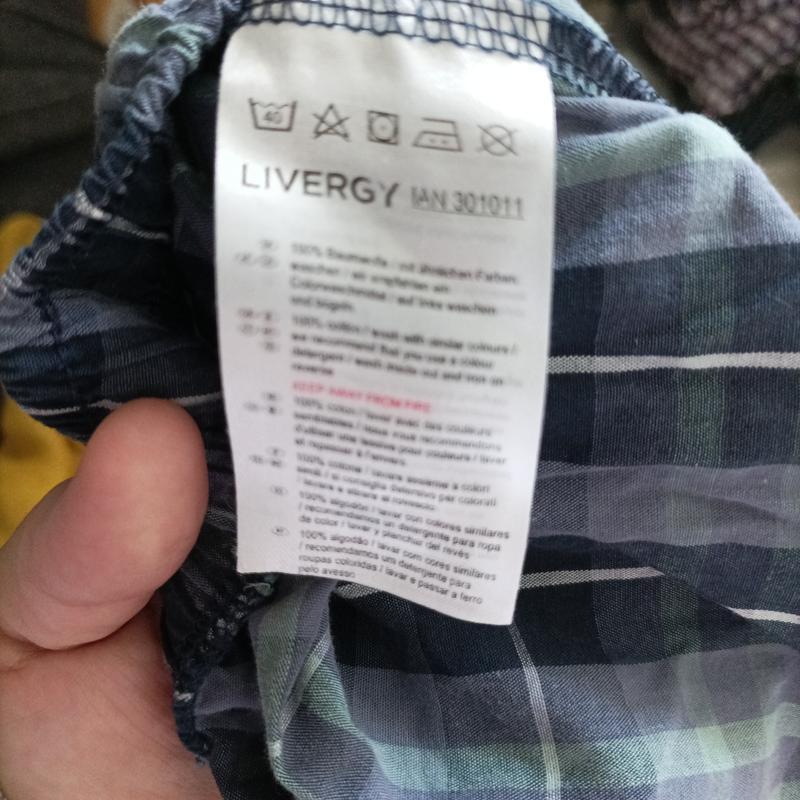 40
LIVERGY IAN 301011
100% Baumwolle / mit ähnlichen Farben
waschen / wir empfehlen ein
Colorwaschmittel / auf links waschen
und bügeln
100% cotton / wash with similar colours /
we recommend that you use a colour
detergent / wash inside out and iron on
reverse
KEEP AWAY FROM FIRE
100% coton / laver avec des couleurs
semblables / nous vous recommandons
d'utiliser une lessive pour couleurs / laver
et repasser à l'envers
100% cotone / lavare assieme a colori
simili / si consiglia detersivo per colorati
/ lavare e stirare al rovescio
100% algodón / lavar con colores similares
/ recomendamos un detergente para ropa
de color / lavar y planchar del revés
100% algodão / lavar com cores similares
/ recomendamos um detergente para
roupas coloridas / lavar e passar a ferro
pelo avesso